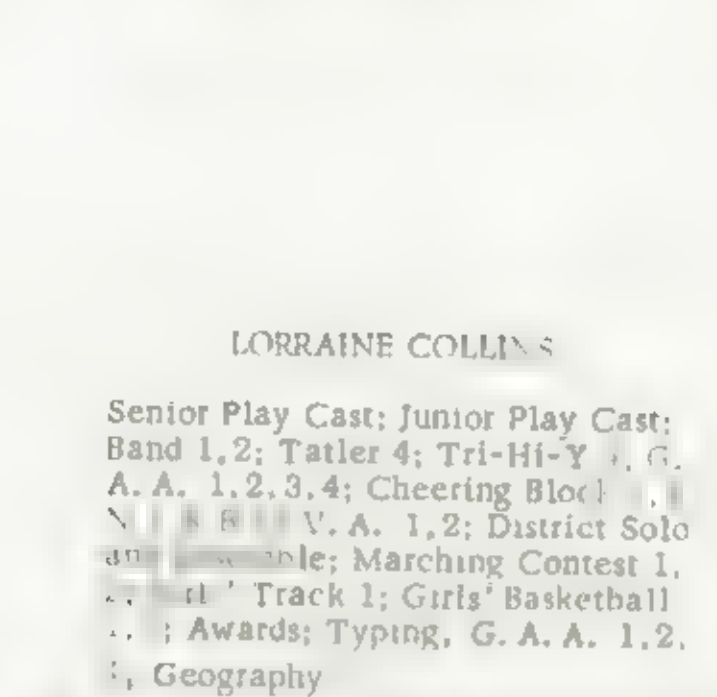 LORRAINE COLLINS
Senior Play Cast; Junior Play Cast;
Band 1,2; Tatler 4; Tri-Hi-Y G.
A. A. 1,2,3,4; Cheering Block
V. A. 1,2; District Solo
Marching Contest 1,
Track 1; Girls' Basketball
Awards; Typing, G. A. A. 1,2,
Geography